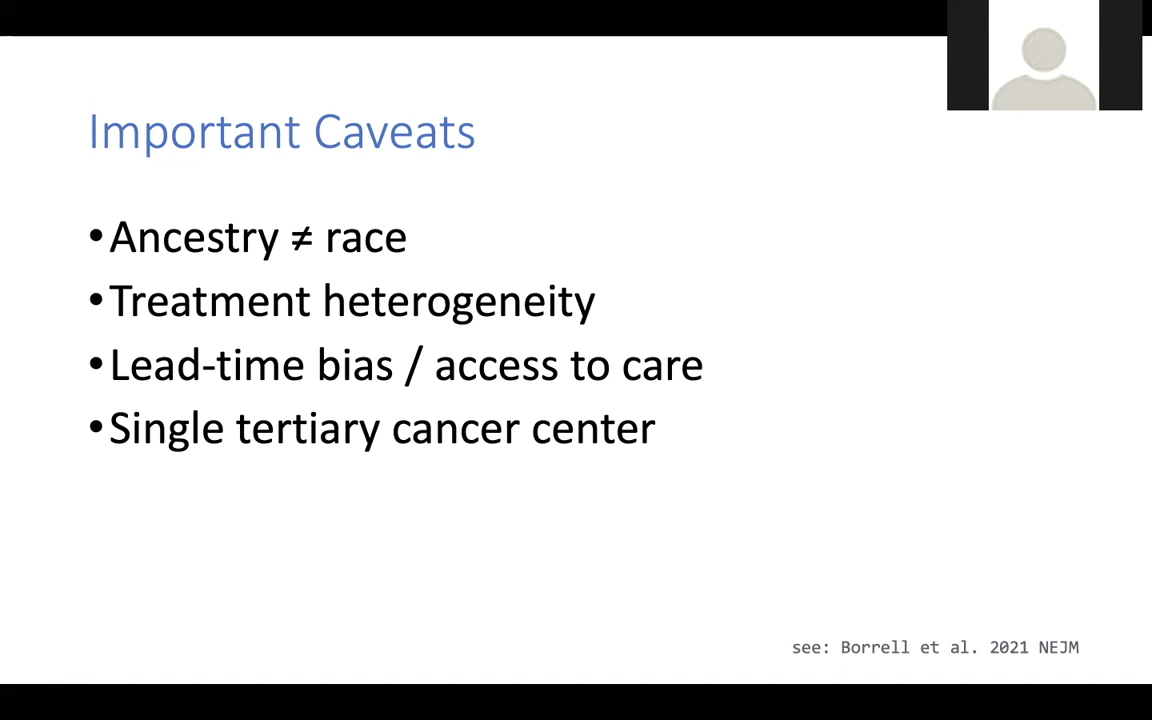 Important Caveats
•Ancestry ≠ race
•Treatment heterogeneity
•Lead-time bias / access to care
•Single tertiary cancer center
see: Borrell et al. 2021 NEJM